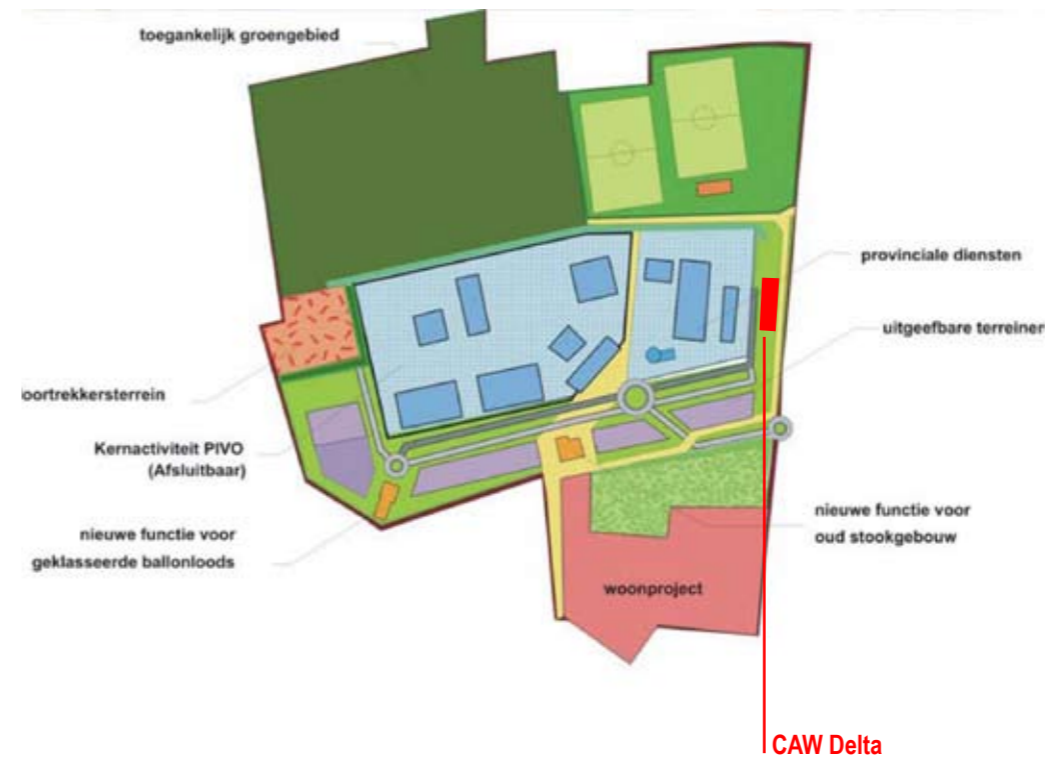 toegankelijk groengebied
provinciale diensten
uitgeefbare terreinen
oortrekkersterrein
Kernactiviteit PIVO
(Afsluitbaar)
nieuwe functie voor
geklasseerde ballonloods
nieuwe functie voor
oud stookgebouw
woonproject
CAW Delta